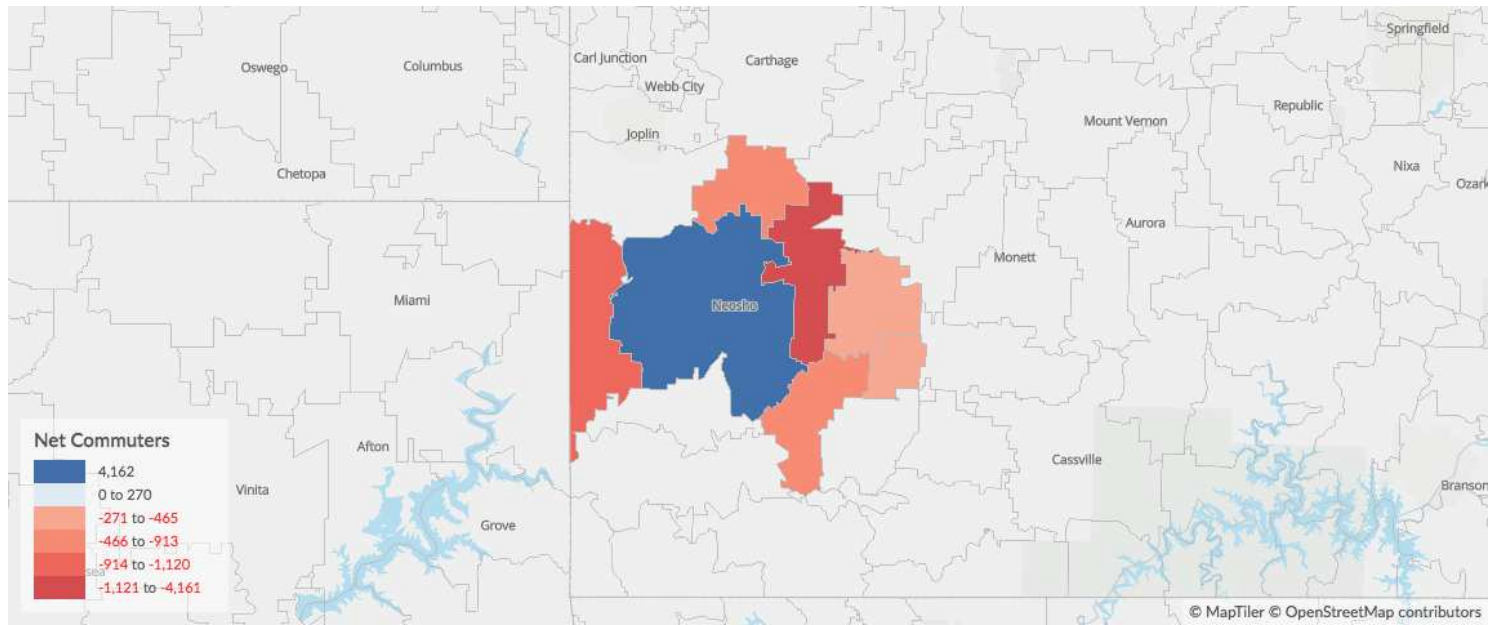 Springfield
Oswego
Columbus
Carl Junction
Carthage
Webb City
Republic
Mount Vernon
Joplin
Nixa
Chetopa
Ozark
Aurora
Monett
Miami
Neosho
Net Commuters
4,162
Afton
Cassville
0 to 270
Vinita
Branson
-271 to -465
Grove
-466 to -913
-914 to -1,120
sea
-1,121 to -4,161
© MapTiler © OpenStreetMap contributors